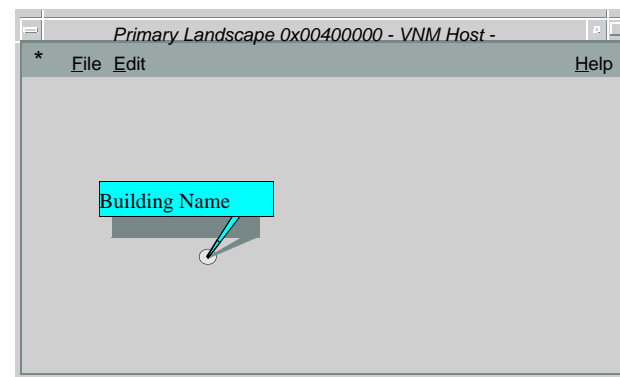 Primary Landscape 0x00400000 - VNM Host -
* File Edit Help
Building Name